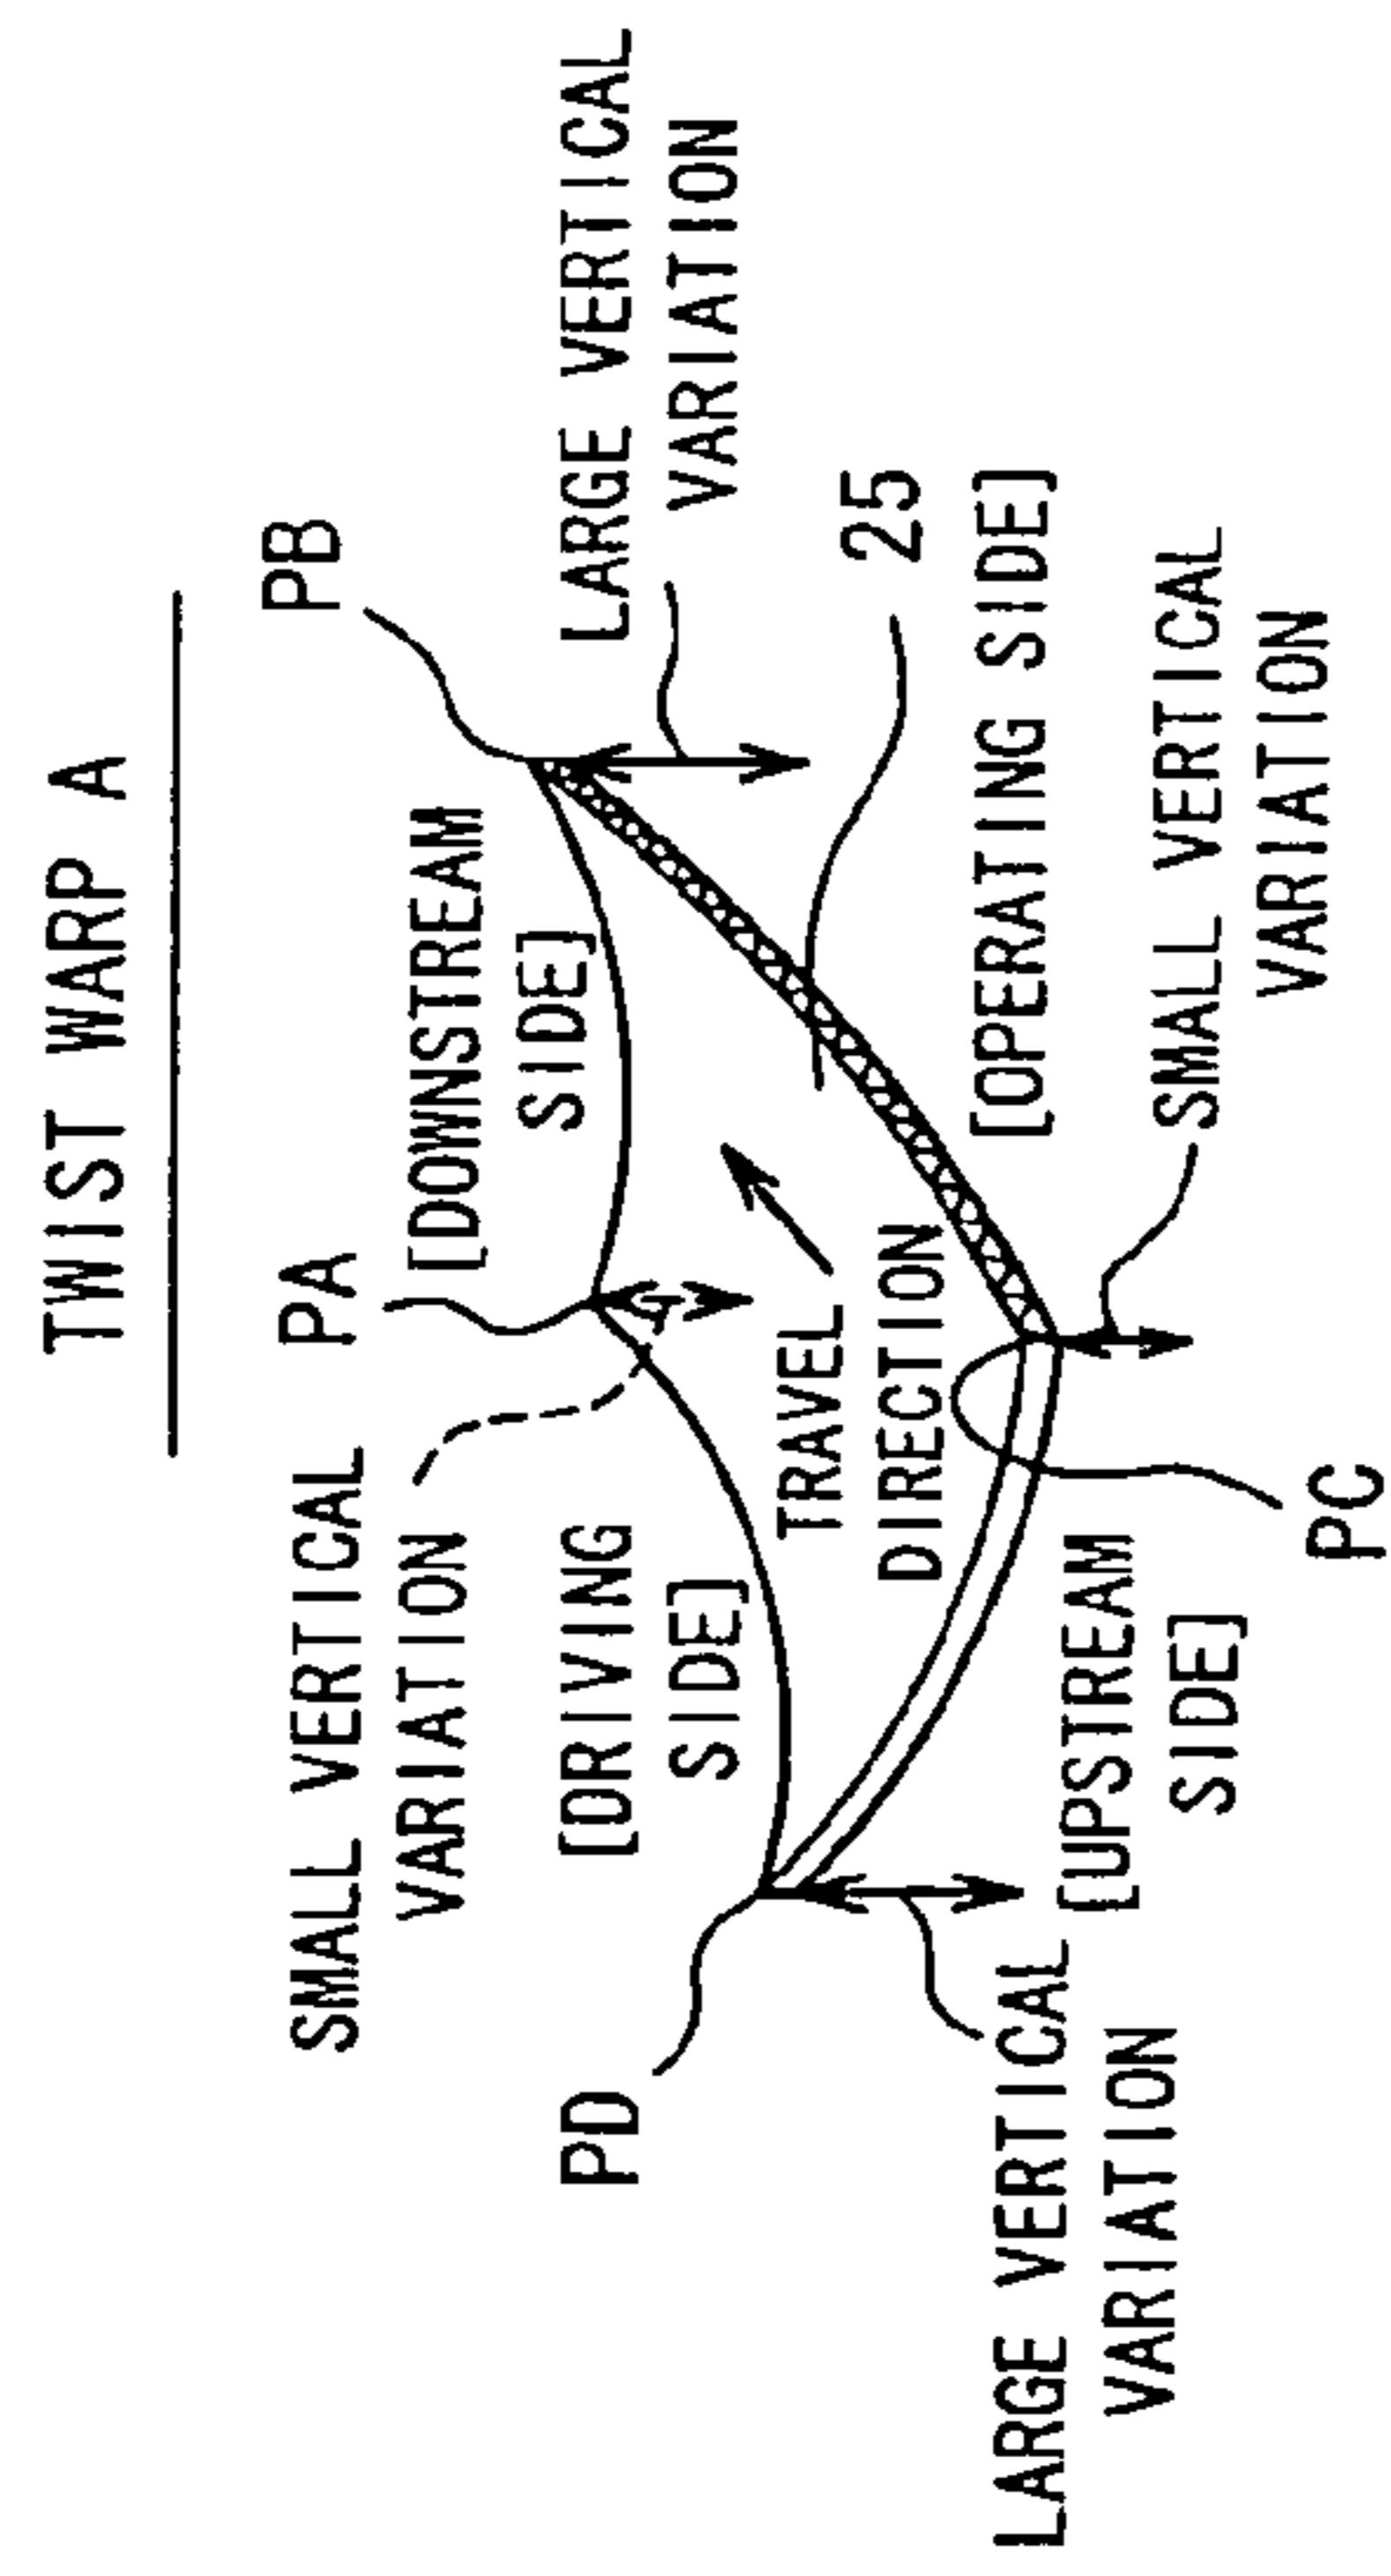 TWIST WARP A
PA
PB
SMALL VERTICAL
VARIATION
[DOWNSTREAM
SIDE]
PD
[DRIVING
SIDE]
LARGE VERTICAL
VARIATION
TRAVEL
DIRECTION
25
[OPERATING SIDE]
LARGE VERTICAL
VARIATION
[UPSTREAM
SIDE]
SMALL VERTICAL
VARIATION
PC